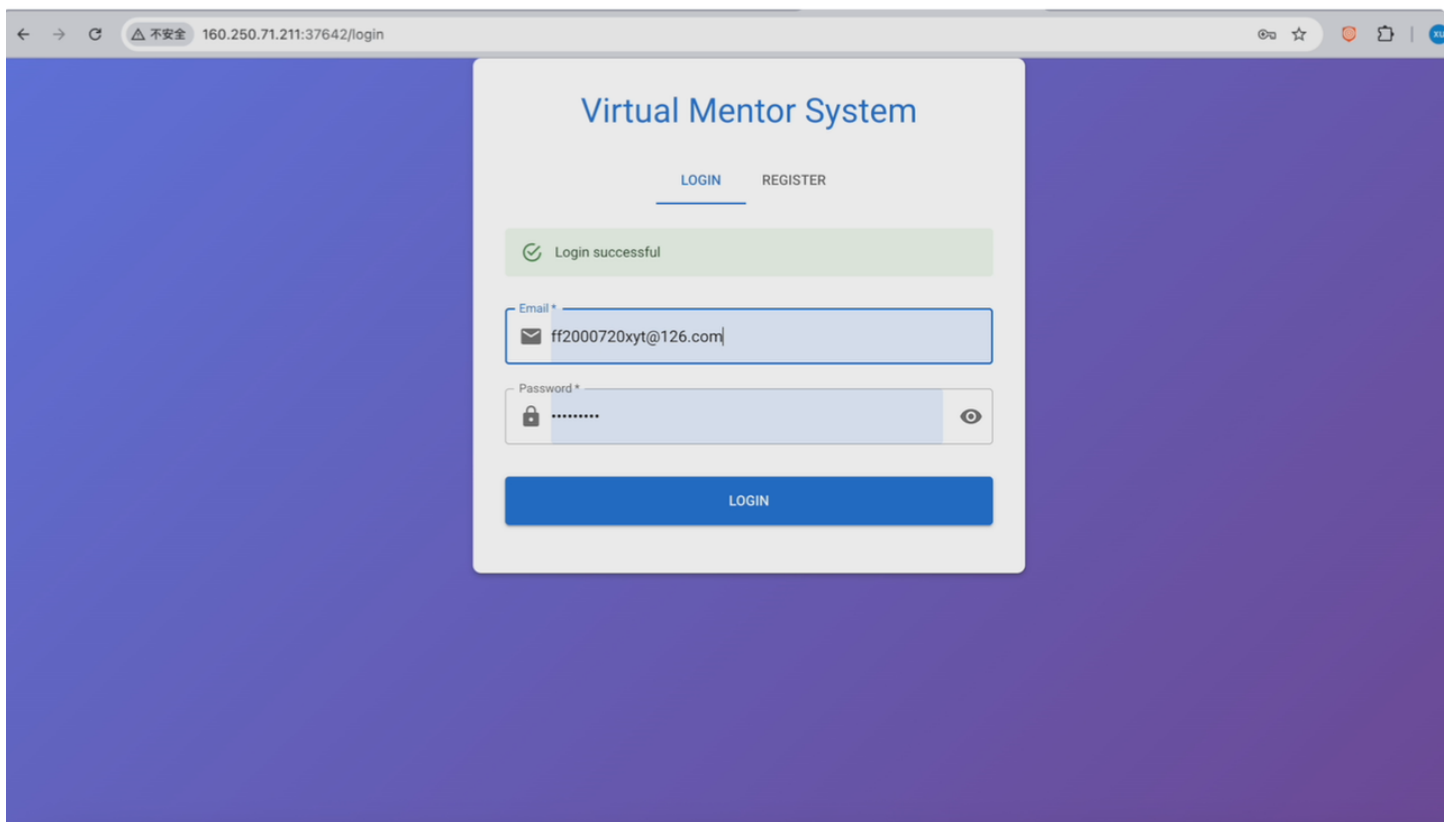 不安全 160.250.71.211:37642/login
XU
Virtual Mentor System
LOGIN REGISTER
Login successful
Email *
ff2000720xyt@126.com
Password *
•••••••••
LOGIN